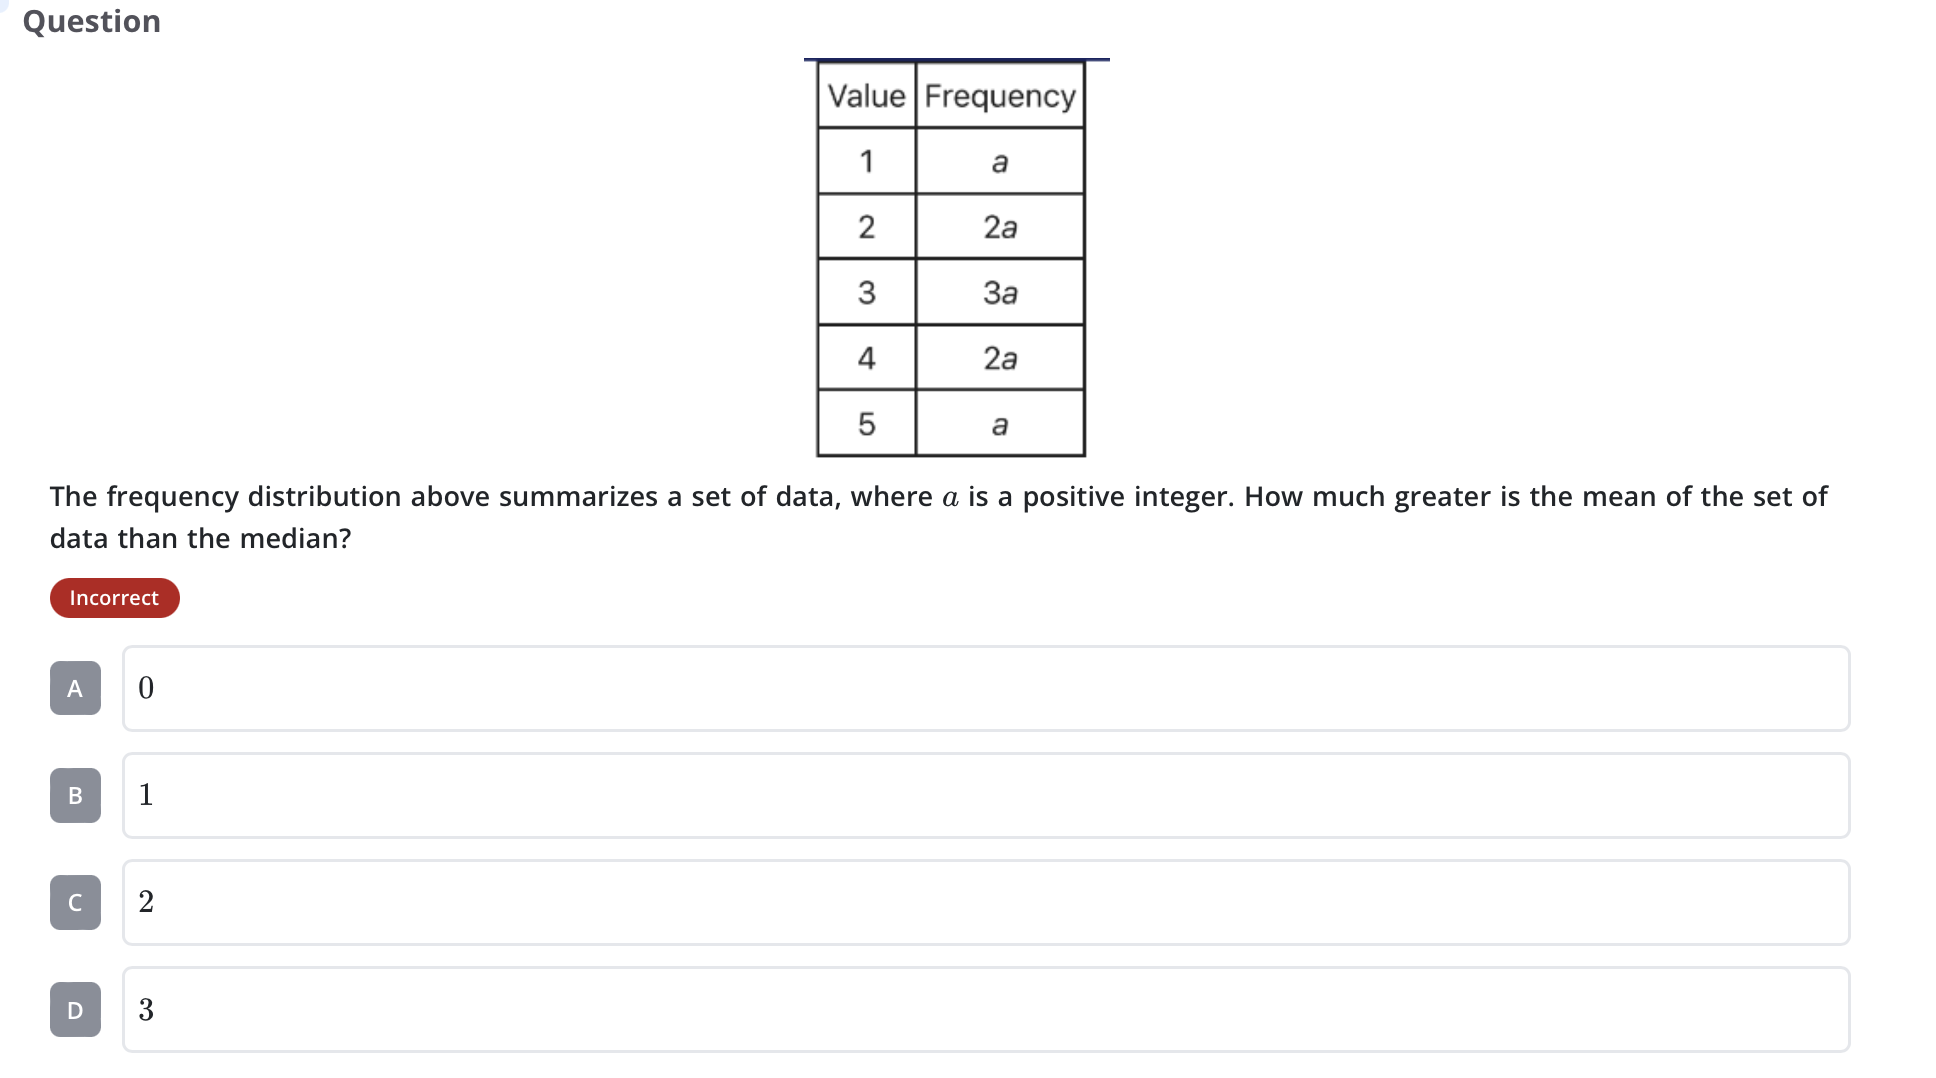 Question
Value Frequency
1 a
2 2a
3 3a
4 2a
5 a
The frequency distribution above summarizes a set of data, where a is a positive integer. How much greater is the mean of the set of
data than the median?
Incorrect
A 0
B 1
C 2
D 3